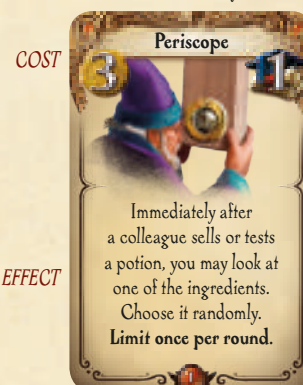 Periscope
COST
3
1
Immediately after
a colleague sells or tests
a potion, you may look at
EFFECT
one of the ingredients.
Choose it randomly.
Limit once per round.
I